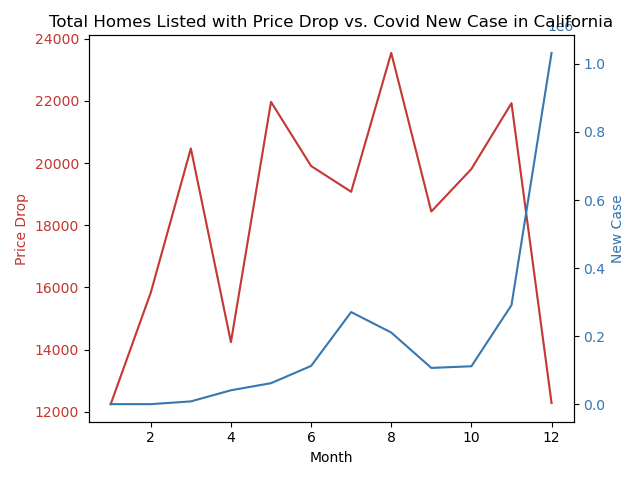 Total Homes Listed with Price Drop vs. Covid New Case in California
1e6
24000
22000
20000
18000
16000
14000
12000
Price Drop
1.0
0.8
0.6
0.4
0.2
0.0
New Case
2 4 6 8 10 12
Month